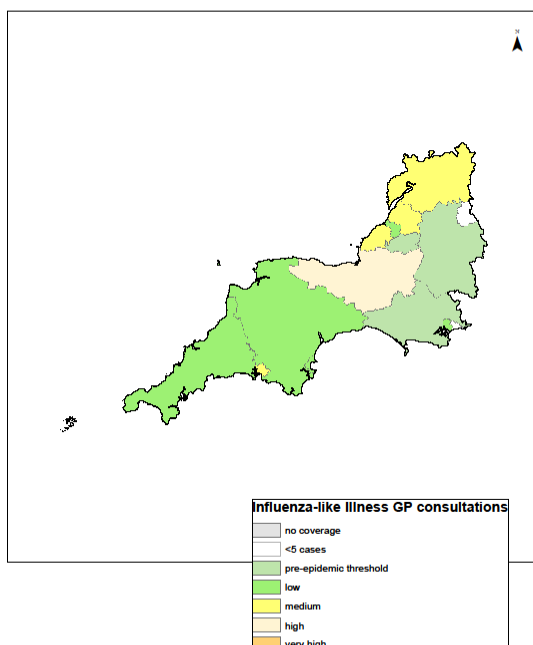 N
Influenza-like Illness GP consultations
no coverage
<5 cases
pre-epidemic threshold
low
medium
high
very high